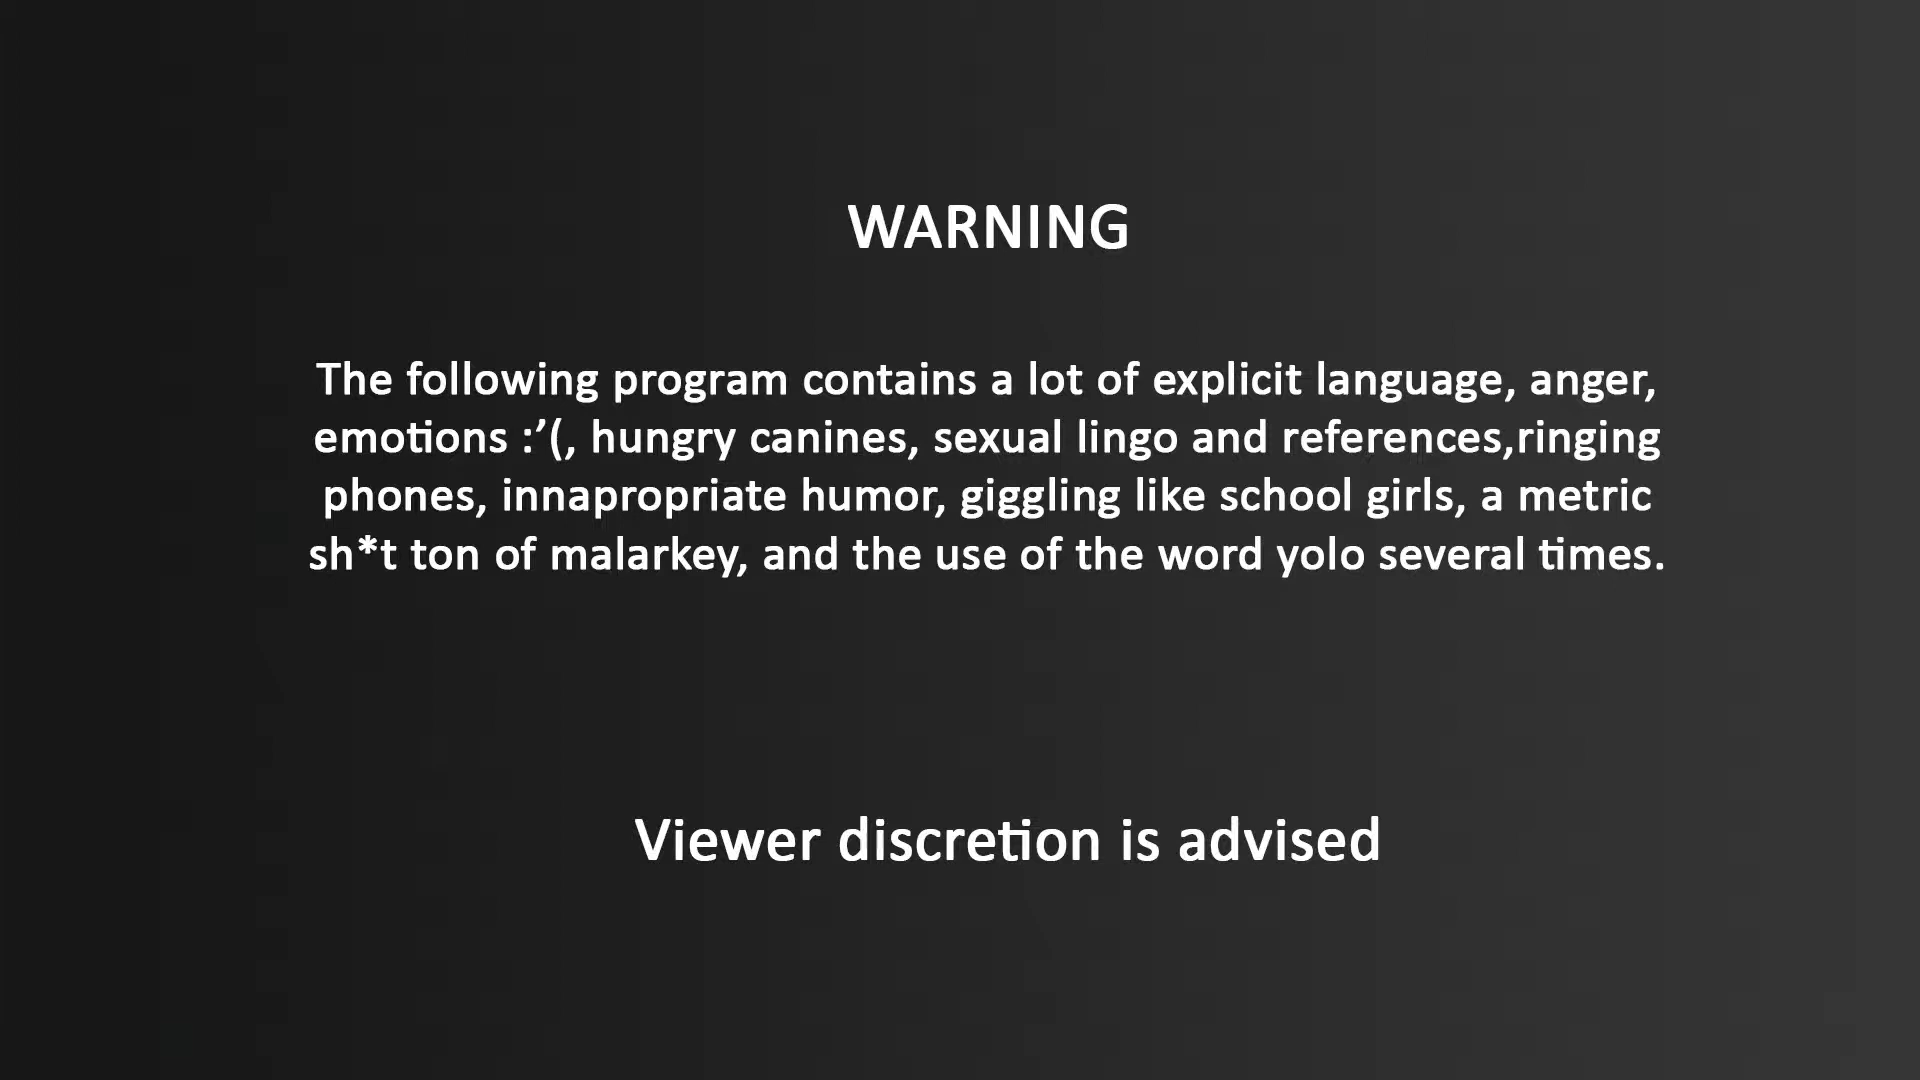 WARNING
The following program contains a lot of explicit language, anger,
emotions :’(, hungry canines, sexual lingo and references,ringing
phones, innapropriate humor, giggling like school girls, a metric
sh*t ton of malarkey, and the use of the word yolo several times.
Viewer discretion is advised